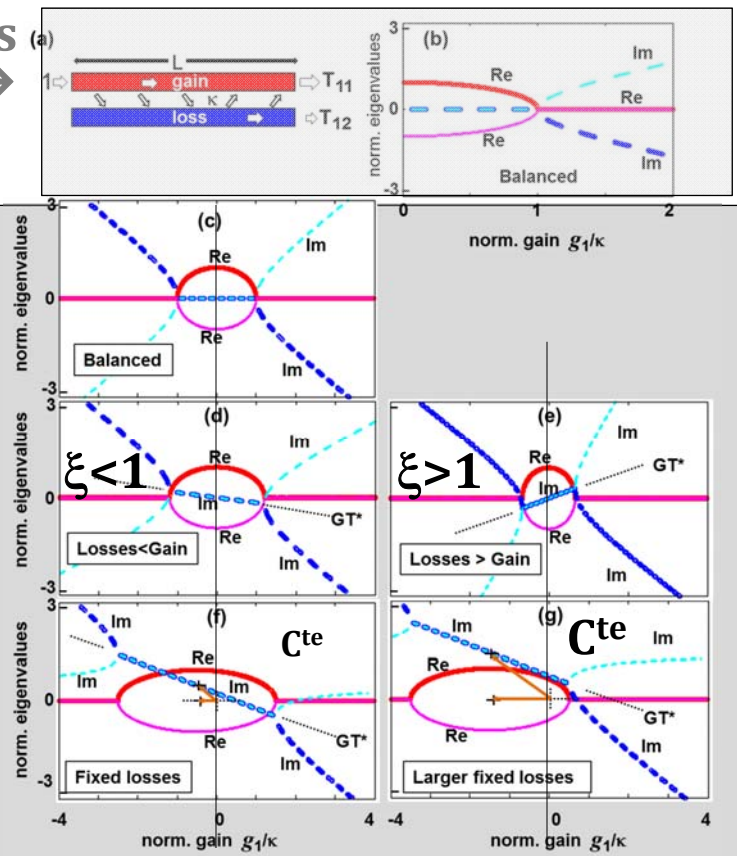 s
(a)
L
1
gain
T11
κ
loss
T12
(b)
norm. eigenvalues
3
0
-3
Re
Re
Im
Re
Im
Balanced
0
1
2
norm. gain g1/κ
(c)
norm. eigenvalues
3
0
-3
Re
Re
Im
Im
Balanced
(d)
norm. eigenvalues
3
0
-3
ξ<1
Re
Im
Im
Re
GT*
Im
Losses<Gain
(e)
ξ>1
Re
Im
Im
GT*
Im
Losses > Gain
(f)
norm. eigenvalues
3
0
-3
Im
Cte
Re
Im
Im
Re
GT*
Im
Fixed losses
-4
0
4
norm. gain g1/κ
(g)
Im
Cte
Im
Re
Re
GT*
Im
Larger fixed losses
-4
0
4
norm. gain g1/κ